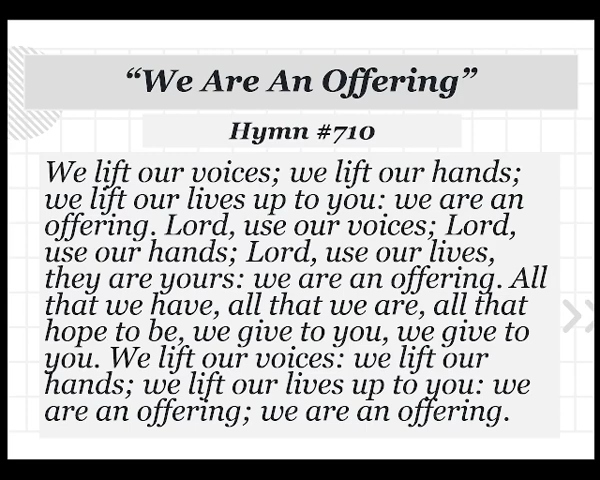 “We Are An Offering”
Hymn #710
We lift our voices; we lift our hands;
we lift our lives up to you: we are an
offering. Lord, use our voices; Lord,
use our hands; Lord, use our lives,
they are yours: we are an offering. All
that we have, all that we are, all that
hope to be, we give to you, we give to
you. We lift our voices: we lift our
hands; we lift our lives up to you: we
are an offering; we are an offering.